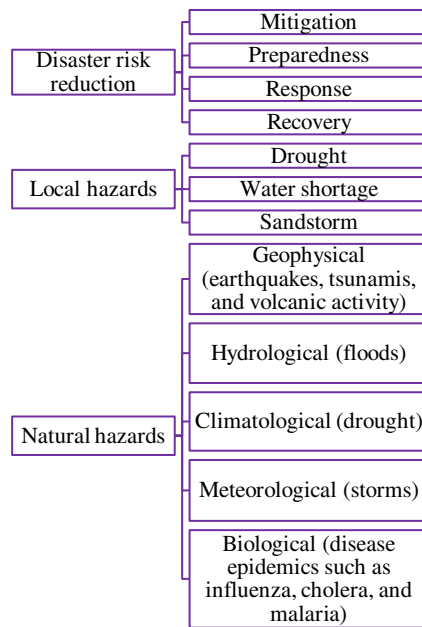 Disaster risk
reduction
Mitigation
Preparedness
Response
Recovery
Local hazards
Drought
Water shortage
Sandstorm
Natural hazards
Geophysical
(earthquakes, tsunamis,
and volcanic activity)
Hydrological (floods)
Climatological (drought)
Meteorological (storms)
Biological (disease
epidemics such as
influenza, cholera, and
malaria)